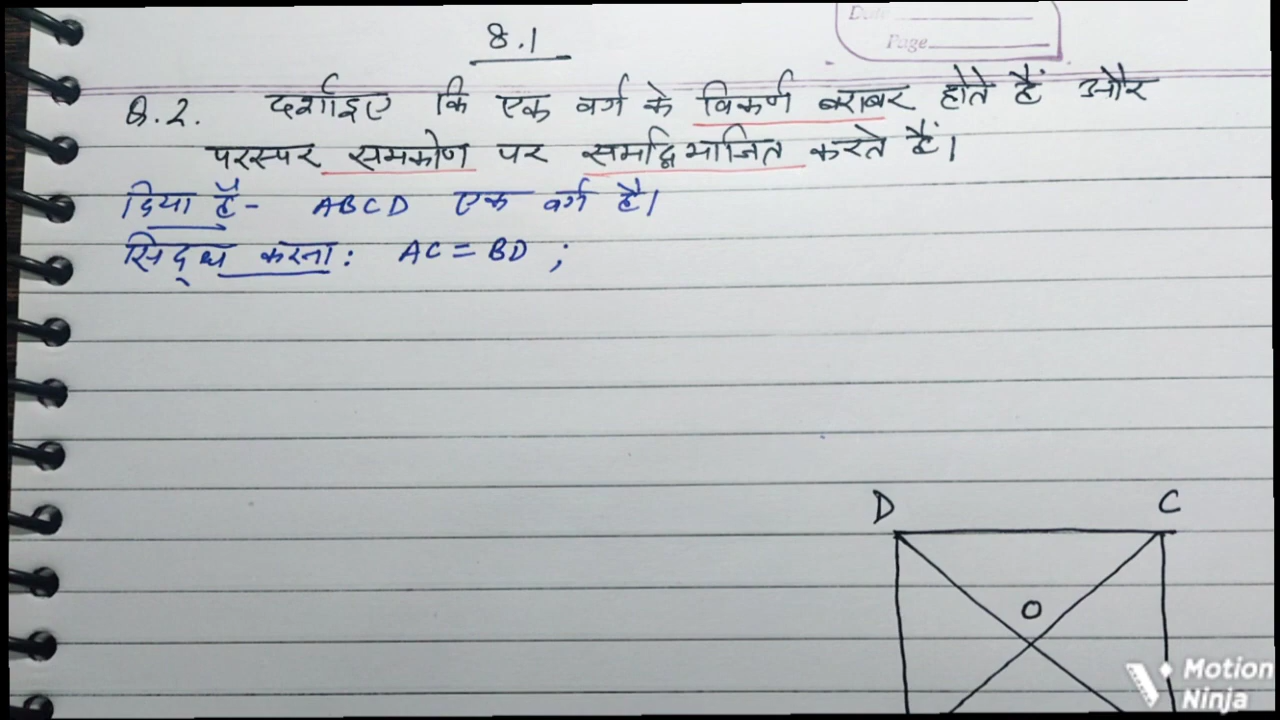 Date
Page
8.1
Q.2. दर्शाइए कि एक वर्ग के विकर्ण बराबर होते हैं और
परस्पर समकोण पर समद्विभाजित करते हैं।
दिया है- ABCD एक वर्ग है।
सिद्ध करना: AC = BD ;
D C
O
Motion
Ninja